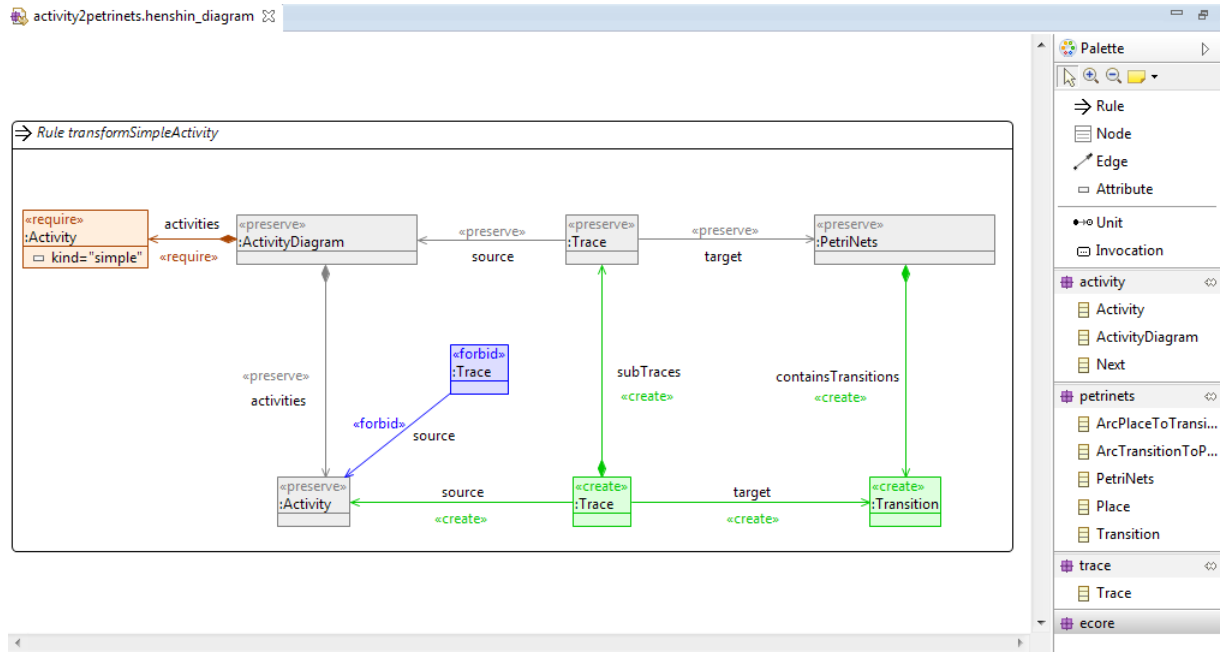 activity2petrinets.henshin_diagram
Rule transformSimpleActivity
«require»
:Activity
kind="simple"
activities
«require»
«preserve»
:ActivityDiagram
«preserve»
source
«preserve»
:Trace
«preserve»
target
«preserve»
:PetriNets
«preserve»
activities
«forbid»
:Trace
«forbid»
source
subTraces
«create»
containsTransitions
«create»
«preserve»
:Activity
source
«create»
«create»
:Trace
target
«create»
«create»
:Transition
Palette
Rule
Node
Edge
Attribute
Unit
Invocation
activity
Activity
ActivityDiagram
Next
petrinets
ArcPlaceToTransi...
ArcTransitionToP...
PetriNets
Place
Transition
trace
Trace
ecore